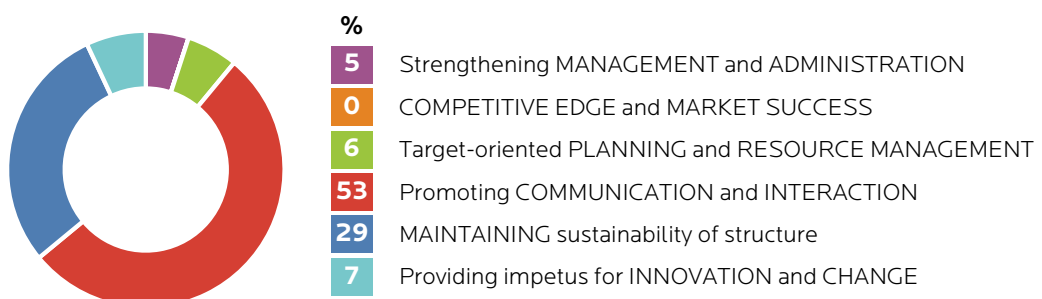 %
5 Strengthening MANAGEMENT and ADMINISTRATION
0 COMPETITIVE EDGE and MARKET SUCCESS
6 Target-oriented PLANNING and RESOURCE MANAGEMENT
53 Promoting COMMUNICATION and INTERACTION
29 MAINTAINING sustainability of structure
7 Providing impetus for INNOVATION and CHANGE